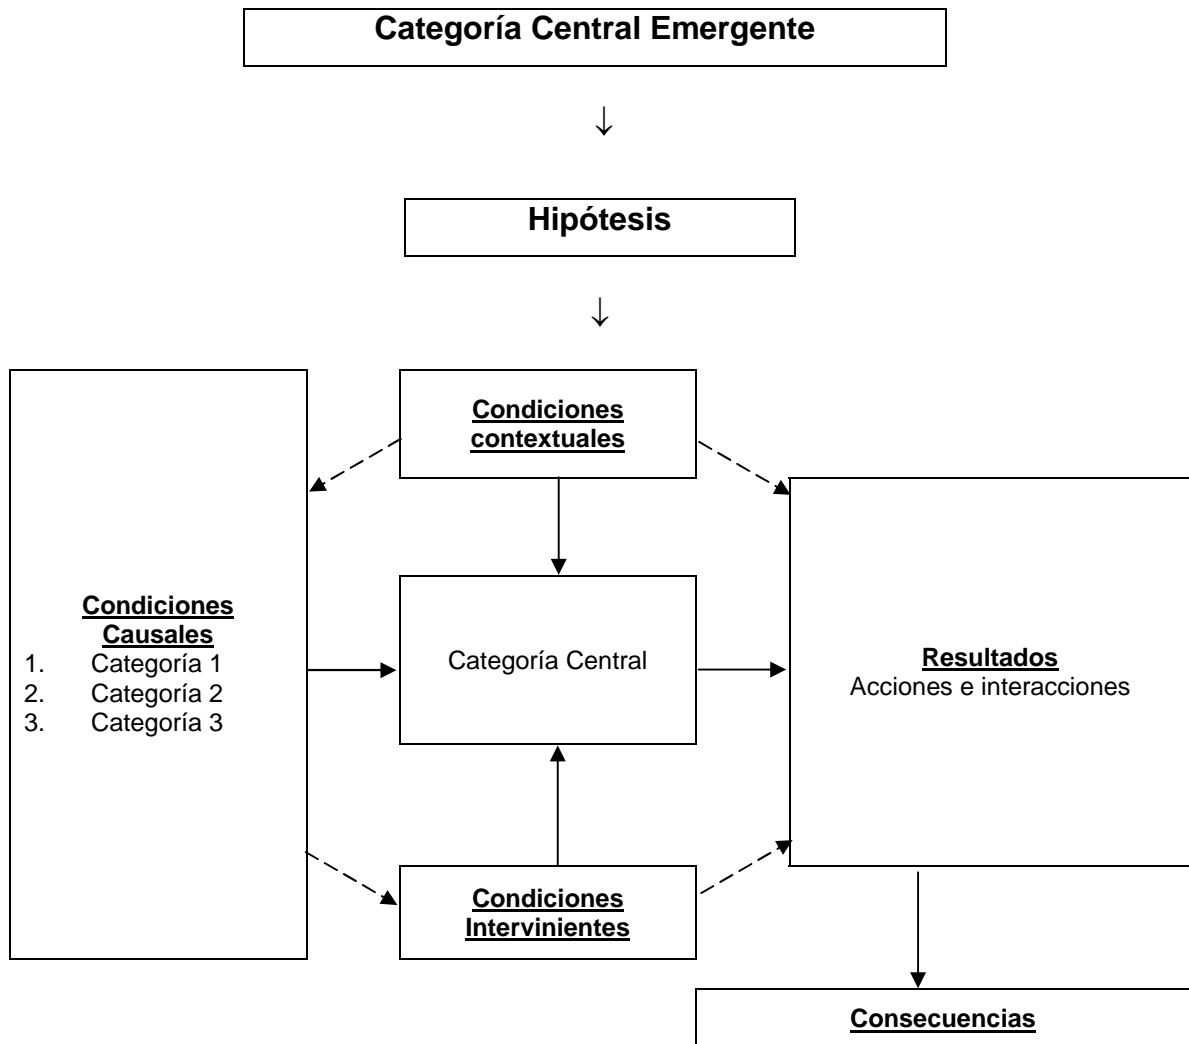 Categoría Central Emergente
↓
Hipótesis
↓
Condiciones
contextuales
Condiciones
Causales
1. Categoría 1
2. Categoría 2
3. Categoría 3
Categoría Central
Resultados
Acciones e interacciones
Condiciones
Intervinientes
Consecuencias